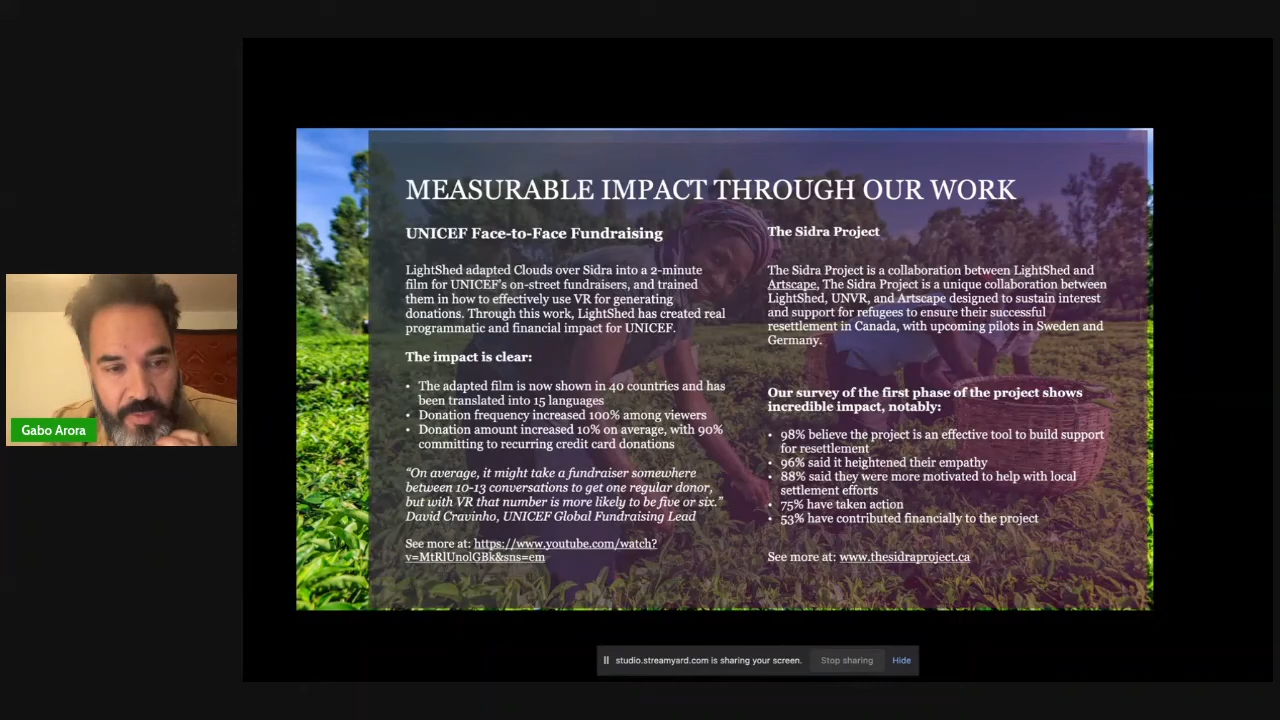 MEASURABLE IMPACT THROUGH OUR WORK
UNICEF Face-to-Face Fundraising
LightShed adapted Clouds over Sidra into a 2-minute
film for UNICEF's on-street fundraisers, and trained
them in how to effectively use VR for generating
donations. Through this work, LightShed has created real
programmatic and financial impact for UNICEF.
The impact is clear:
• The adapted film is now shown in 40 countries and has
been translated into 15 languages
• Donation frequency increased 100% among viewers
• Donation amount increased 10% on average, with 90%
committing to recurring credit card donations
“On average, it might take a fundraiser somewhere
between 10-13 conversations to get one regular donor,
but with VR that number is more likely to be five or six.”
David Cravinho, UNICEF Global Fundraising Lead
See more at: https://www.youtube.com/watch?
v=MtRlUnolGBk&sns=em
The Sidra Project
The Sidra Project is a collaboration between LightShed and
Artscape, The Sidra Project is a unique collaboration between
LightShed, UNVR, and Artscape designed to sustain interest
and support for refugees to ensure their successful
resettlement in Canada, with upcoming pilots in Sweden and
Germany.
Our survey of the first phase of the project shows
incredible impact, notably:
• 98% believe the project is an effective tool to build support
for resettlement
• 96% said it heightened their empathy
• 88% said they were more motivated to help with local
settlement efforts
• 75% have taken action
• 53% have contributed financially to the project
See more at: www.thesidraproject.ca
Gabo Arora
studio.streamyard.com is sharing your screen.
Stop sharing
Hide